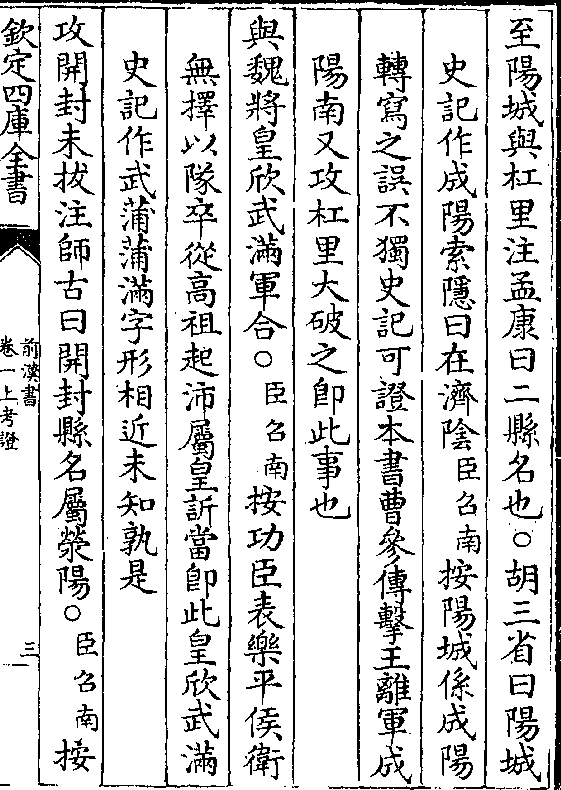 至陽城與杠里注孟康曰二縣名也○胡三省曰陽城
史記作成陽索隱曰在濟陰臣召南按陽城係成陽
轉寫之誤不獨史記可證本書曹參傳擊王離軍成
陽南又攻杠里大破之即此事也
與魏將皇欣武滿軍合○臣召南按功臣表樂平侯衛
無擇以隊卒從高祖起沛屬皇訢當即此皇欣武滿
史記作武蒲蒲滿字形相近未知孰是
攻開封未拔注師古曰開封縣名屬滎陽○臣召南按
欽定四庫全書
前漢書
卷一上考證
三